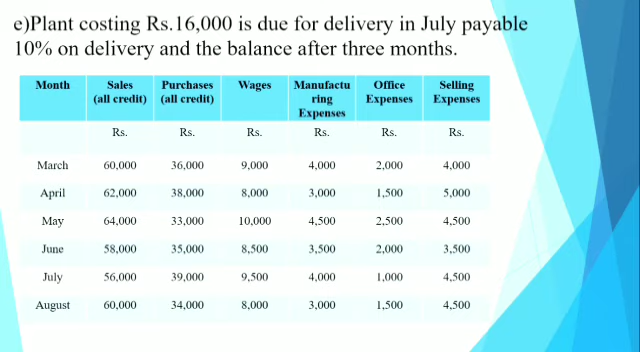 e)Plant costing Rs.16,000 is due for delivery in July payable
10% on delivery and the balance after three months.
Month Sales (all credit) Purchases (all credit) Wages Manufactu ring Expenses Office Expenses Selling Expenses
Rs. Rs. Rs. Rs. Rs. Rs.
March 60,000 36,000 9,000 4,000 2,000 4,000
April 62,000 38,000 8,000 3,000 1,500 5,000
May 64,000 33,000 10,000 4,500 2,500 4,500
June 58,000 35,000 8,500 3,500 2,000 3,500
July 56,000 39,000 9,500 4,000 1,000 4,500
August 60,000 34,000 8,000 3,000 1,500 4,500